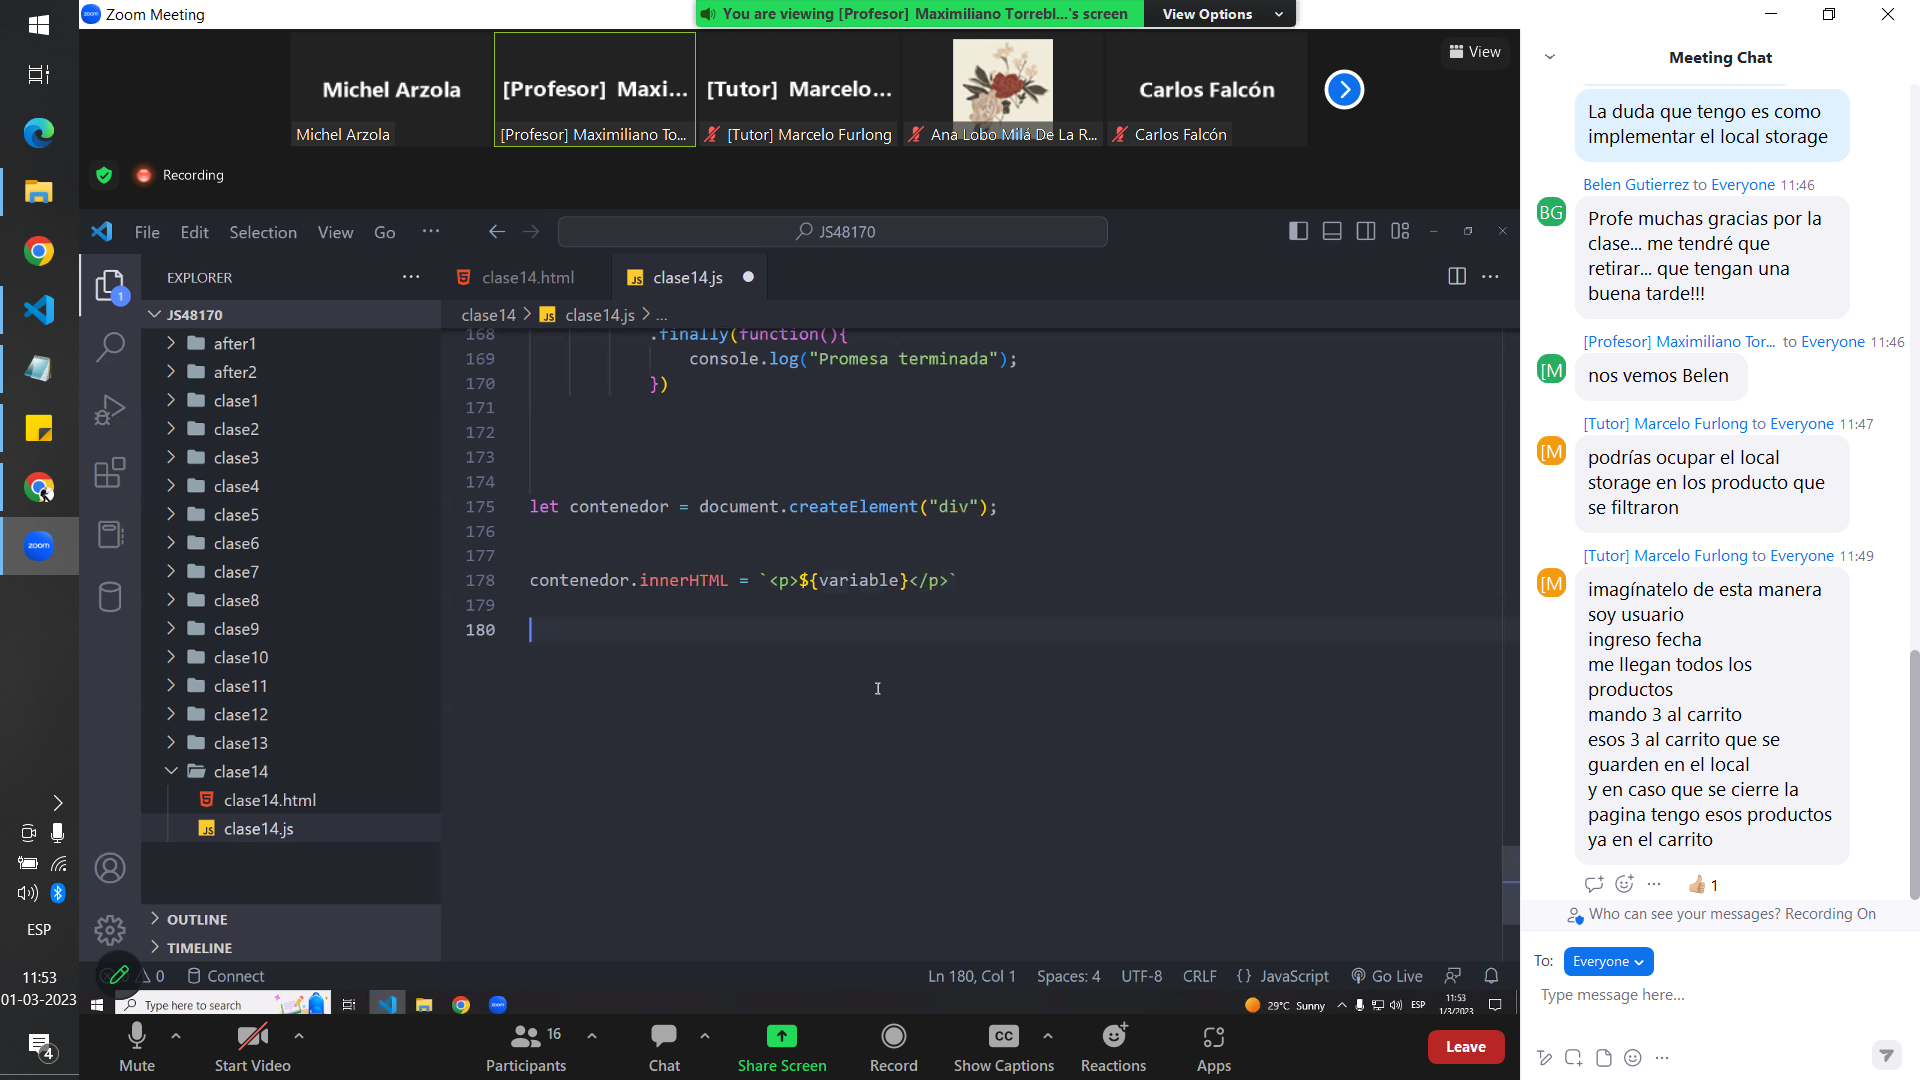 Zoom Meeting
You are viewing [Profesor] Maximiliano Torrebl...'s screen
View Options
Michel Arzola
[Profesor] Maxi...
[Tutor] Marcelo...
Carlos Falcón
Michel Arzola
[Profesor] Maximiliano To...
[Tutor] Marcelo Furlong
Ana Lobo Milá De La R...
Carlos Falcón
View
Recording
File Edit Selection View Go ...
JS48170
EXPLORER
clase14.html
clase14.js
1
JS48170
clase14 > JS clase14.js > ...
after1
after2
clase1
clase2
clase3
clase4
clase5
clase6
clase7
clase8
clase9
clase10
clase11
clase12
clase13
clase14
clase14.html
JS clase14.js
OUTLINE
TIMELINE
168 .finally(function(){
169 console.log("Promesa terminada");
170 })
171
172
173
174
175 let contenedor = document.createElement("div");
176
177
178 contenedor.innerHTML = `<p>${variable}</p>`
179
180
0 Connect
Ln 180, Col 1 Spaces: 4 UTF-8 CRLF {} JavaScript Go Live
Type here to search
29°C Sunny
ESP
11:53
1/3/2023
Mute
Start Video
16
Participants
Chat
Share Screen
Record
CC
Show Captions
Reactions
Apps
Leave
zoom
ESP
11:53
01-03-2023
4
Meeting Chat
La duda que tengo es como
implementar el local storage
Belen Gutierrez to Everyone 11:46
BG
Profe muchas gracias por la
clase... me tendré que
retirar... que tengan una
buena tarde!!!
[Profesor] Maximiliano Tor... to Everyone 11:46
[M
nos vemos Belen
[Tutor] Marcelo Furlong to Everyone 11:47
[M
podrías ocupar el local
storage en los producto que
se filtraron
[Tutor] Marcelo Furlong to Everyone 11:49
[M
imagínatelo de esta manera
soy usuario
ingreso fecha
me llegan todos los
productos
mando 3 al carrito
esos 3 al carrito que se
guarden en el local
y en caso que se cierre la
pagina tengo esos productos
ya en el carrito
1
Who can see your messages? Recording On
To: Everyone
Type message here...